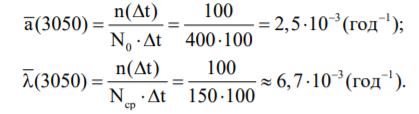 a̅(3050) = n(Δt) / (N₀·Δt) = 100 / (400·100) = 2,5·10⁻³(год⁻¹);
λ̅(3050) = n(Δt) / (Nср·Δt) = 100 / (150·100) ≈ 6,7·10⁻³(год⁻¹).